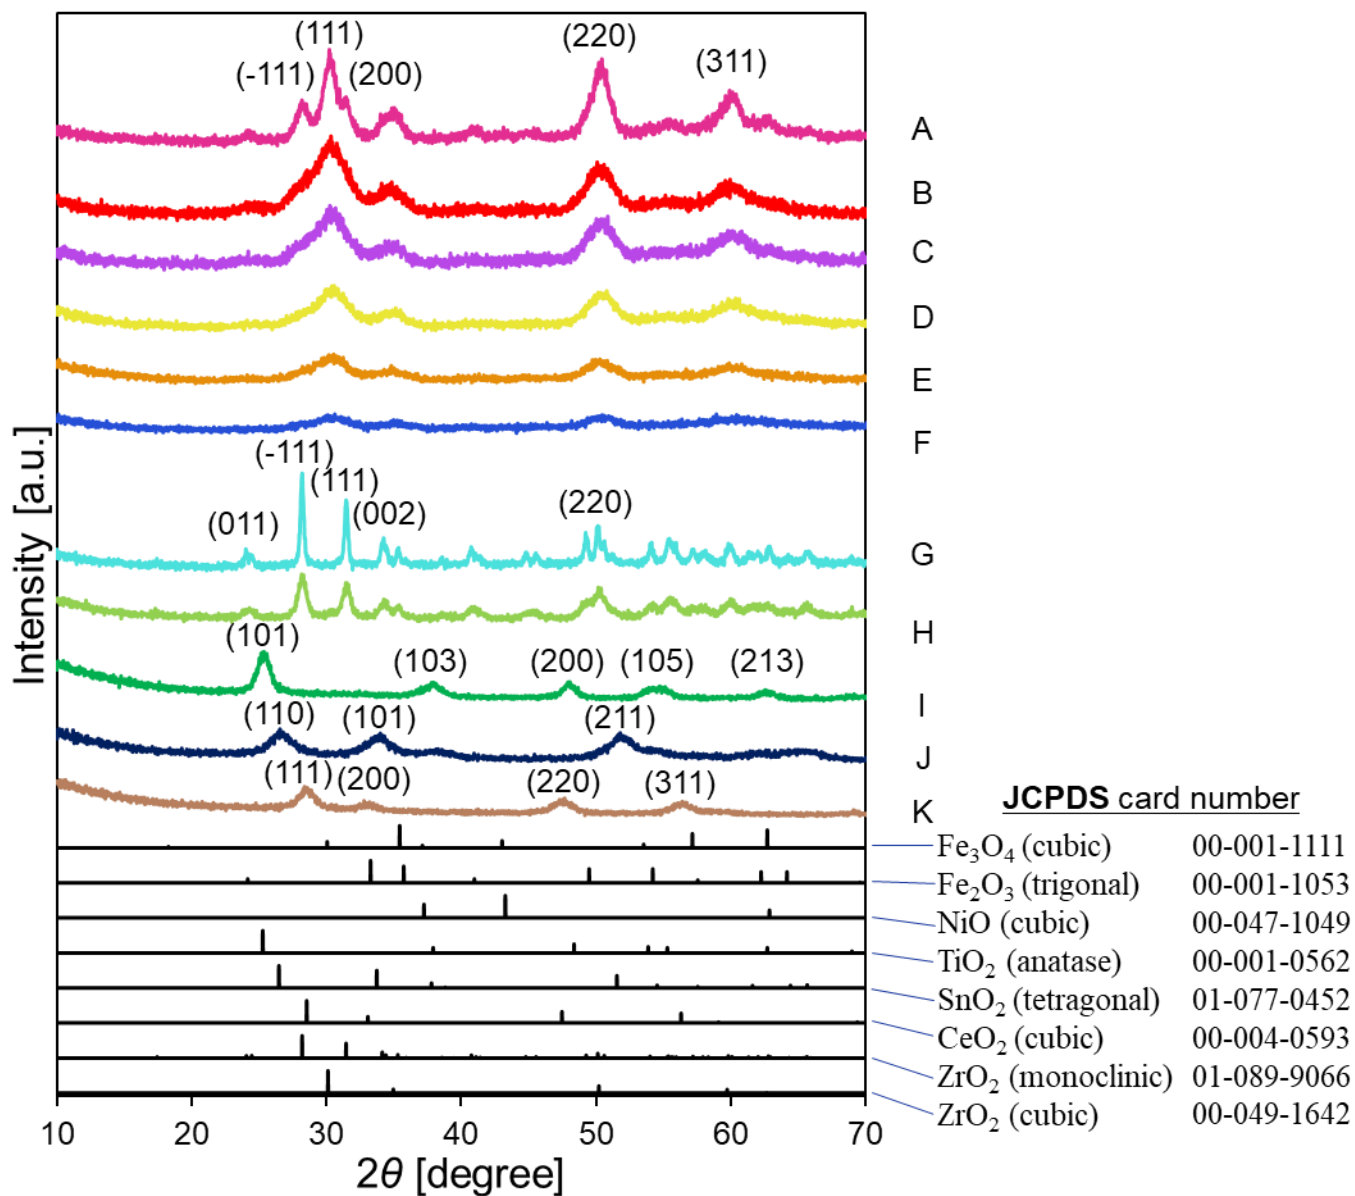 (111)
(-111) (200)
(220)
(311)
A
B
C
D
E
F
(-111)
(111)
(011)
(002)
(220)
G
H
(101)
(103)
(200)
(105)
(213)
I
(110)
(101)
(211)
J
(111)
(200)
(220)
(311)
K
Intensity [a.u.]
JCPDS card number
Fe₃O₄ (cubic) 00-001-1111
Fe₂O₃ (trigonal) 00-001-1053
NiO (cubic) 00-047-1049
TiO₂ (anatase) 00-001-0562
SnO₂ (tetragonal) 01-077-0452
CeO₂ (cubic) 00-004-0593
ZrO₂ (monoclinic) 01-089-9066
ZrO₂ (cubic) 00-049-1642
10 20 30 40 50 60 70
2θ [degree]